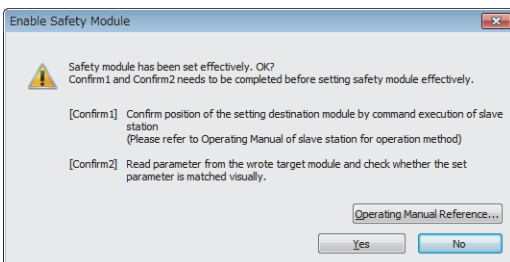 Enable Safety Module
Safety module has been set effectively. OK?
Confirm1 and Confirm2 needs to be completed before setting safety module effectively.
[Confirm1] Confirm position of the setting destination module by command execution of slave
station
(Please refer to Operating Manual of slave station for operation method)
[Confirm2] Read parameter from the wrote target module and check whether the set
parameter is matched visually.
Operating Manual Reference...
Yes No